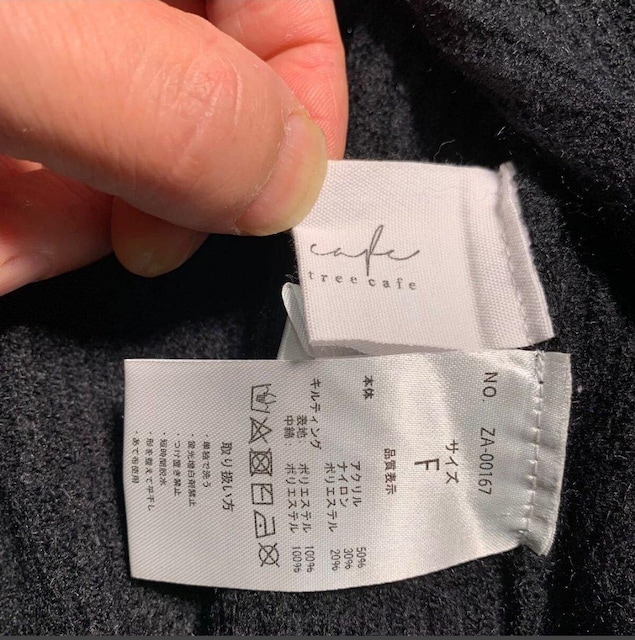 cafe
tree cafe
NO. ZA-00167
サイズ
F
品質表示
本体
アクリル 50%
ナイロン 30%
ポリエステル 20%
キルティング
表地: ポリエステル 100%
中綿: ポリエステル 100%
取り扱い方
・単独で洗う
・蛍光増白剤禁止
・つけ置き禁止
・短時間脱水
・形を整えて平干し
・あて布使用